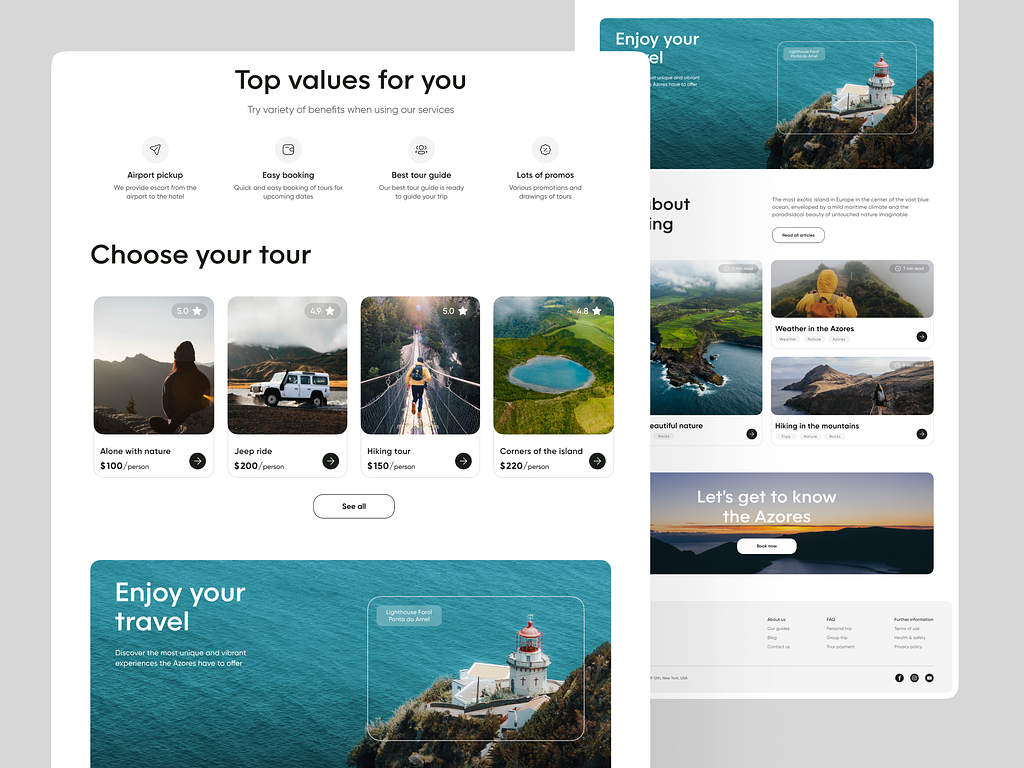 Top values for you
Try variety of benefits when using our services
Airport pickup
We provide escort from the
airport to the hotel
Easy booking
Quick and easy booking of tours for
upcoming dates
Best tour guide
Our best tour guide is ready
to guide your trip
Lots of promos
Various promotions and
drawings of tours
Choose your tour
5.0
Alone with nature
$100/person
4.9
Jeep ride
$200/person
5.0
Hiking tour
$150/person
4.8
Corners of the island
$220/person
See all
Enjoy your
travel
Discover the most unique and vibrant
experiences the Azores have to offer
Lighthouse Farol
Ponta do Arnel
Enjoy your
vel
ost unique and vibrant
e Azores have to offer
Lighthouse Farol
Ponta do Arnel
bout
ing
The most exotic island in Europe in the center of the vast blue
ocean, enveloped by a mild maritime climate and the
paradisiacal beauty of untouched nature imaginable
Read all articles
min read
eautiful nature
Rocks
7 min read
Weather in the Azores
Weather
Nature
Azores
min read
Hiking in the mountains
Trips
Nature
Rocks
Let's get to know
the Azores
Book now
About us
Our guides
Blog
Contact us
FAQ
Personal trip
Group trip
Tour payment
Further information
Terms of use
Health & safety
Privacy policy
12th, New York, USA